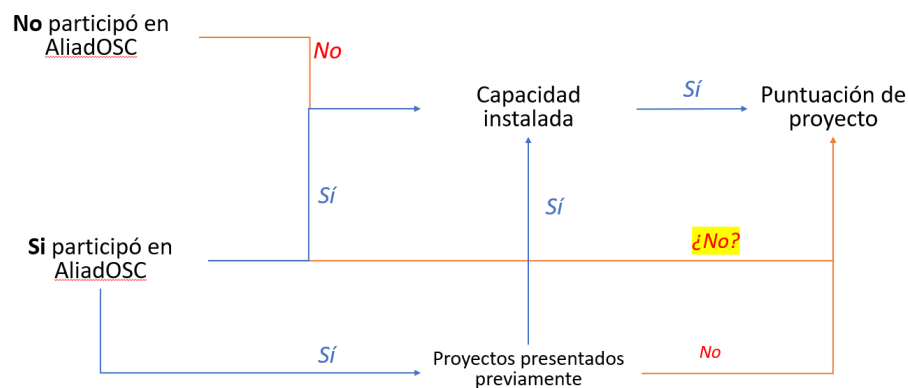 No participó en
AliadOSC
No
Capacidad
instalada
Sí
Puntuación de
proyecto
Sí
Sí
Si participó en
AliadOSC
¿No?
Sí
Proyectos presentados
previamente
No